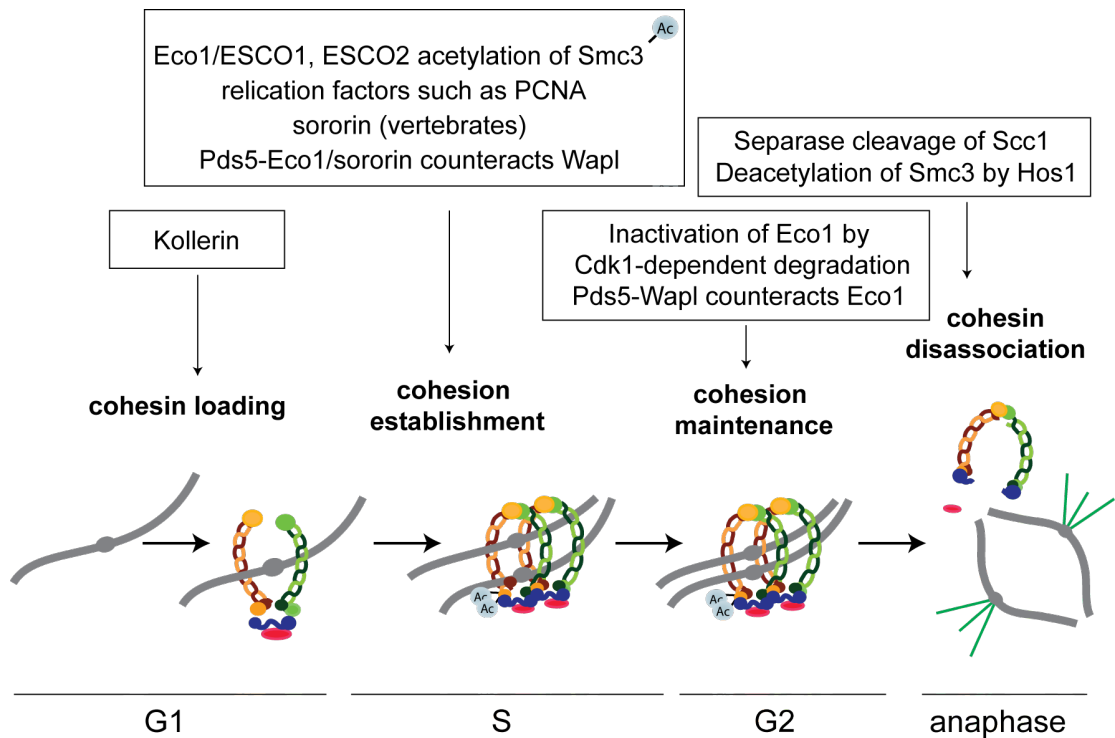 Ac
Eco1/ESCO1, ESCO2 acetylation of Smc3
relication factors such as PCNA
sororin (vertebrates)
Pds5-Eco1/sororin counteracts Wapl
Separase cleavage of Scc1
Deacetylation of Smc3 by Hos1
Kollerin
Inactivation of Eco1 by
Cdk1-dependent degradation
Pds5-Wapl counteracts Eco1
cohesin
disassociation
cohesin loading
cohesion
establishment
cohesion
maintenance
Ac
Ac
Ac
Ac
G1
S
G2
anaphase